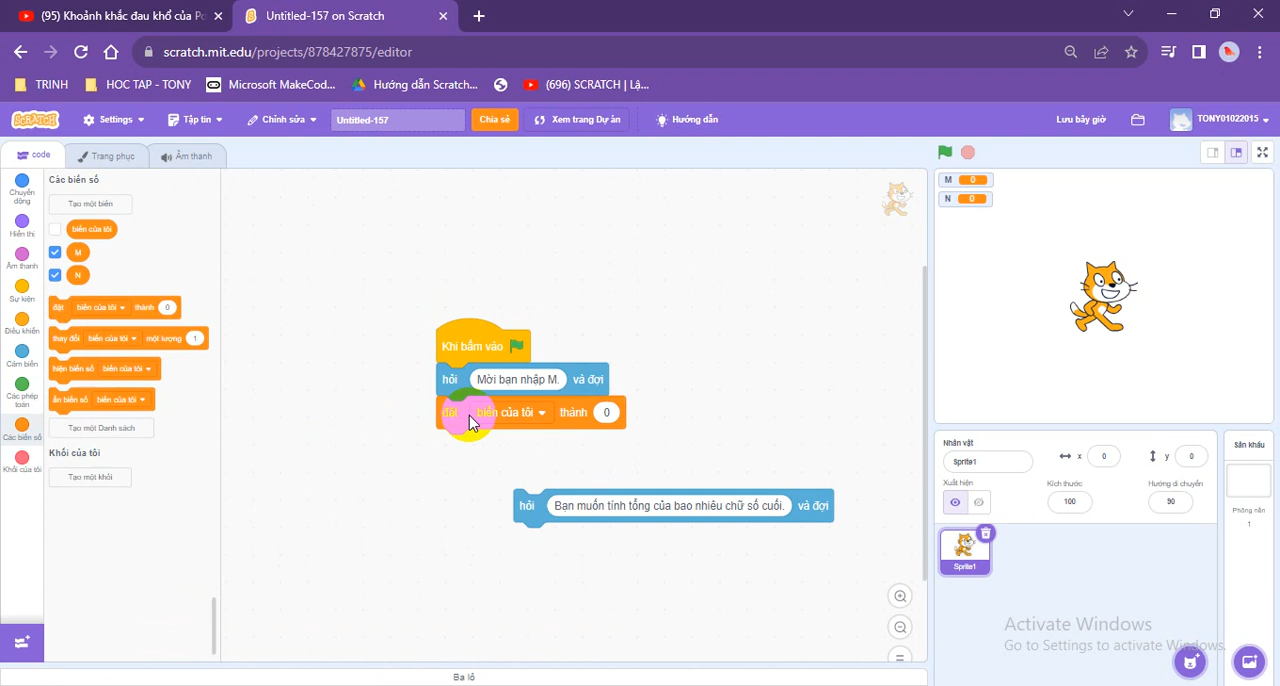 (95) Khoảnh khắc đau khổ của Po
Untitled-157 on Scratch
scratch.mit.edu/projects/878427875/editor
TRINH
HOC TAP - TONY
Microsoft MakeCod...
Hướng dẫn Scratch...
(696) SCRATCH | Lậ...
SCRATCH
Settings
Tập tin
Chỉnh sửa
Untitled-157
Chia sẻ
Xem trang Dự án
Hướng dẫn
Lưu bây giờ
TONY01022015
code
Trang phục
Âm thanh
Chuyển động
Hiển thị
Âm thanh
Sự kiện
Điều khiển
Cảm biến
Các phép toán
Các biến số
Khối của tôi
Các biến số
Tạo một biến
biến của tôi
M
N
đặt biến của tôi thành 0
thay đổi biến của tôi một lượng 1
hiện biến số biến của tôi
ẩn biến số biến của tôi
Tạo một Danh sách
Khối của tôi
Tạo một khối
Khi bấm vào
hỏi Mời bạn nhập M. và đợi
đặt biến của tôi thành 0
hỏi Bạn muốn tính tổng của bao nhiêu chữ số cuối. và đợi
M 0
N 0
Nhân vật
Sprite1
x 0
y 0
Xuất hiện
Kích thước
100
Hướng di chuyển
90
Sprite1
Sân khấu
Phông nền
1
Activate Windows
Go to Settings to activate Windows.
Ba lô